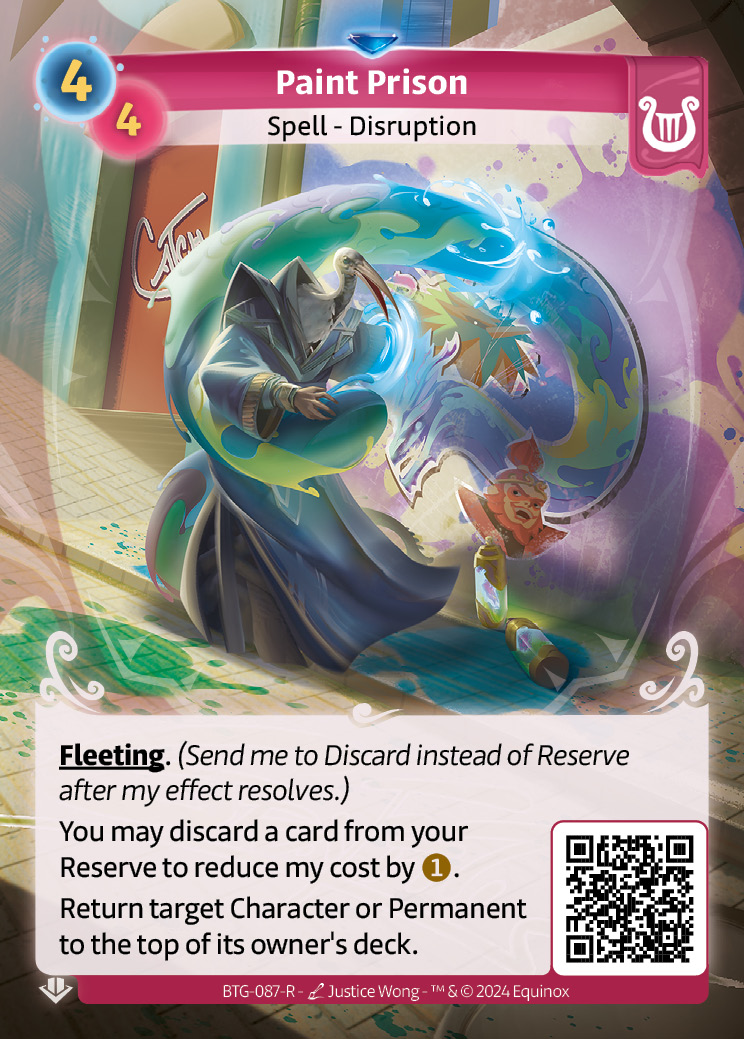 4
Paint Prison
4
Spell - Disruption
CATCH
Fleeting. (Send me to Discard instead of Reserve
after my effect resolves.)
You may discard a card from your
Reserve to reduce my cost by 1.
Return target Character or Permanent
to the top of its owner's deck.
BTG-087-R - Justice Wong - ™ & © 2024 Equinox